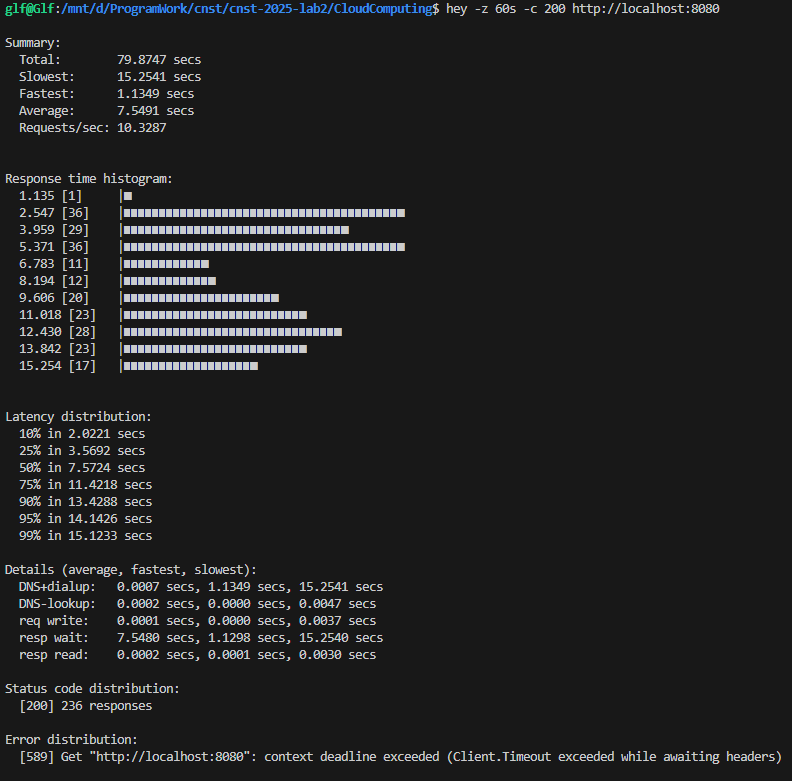 glf@Glf:/mnt/d/ProgramWork/cnst/cnst-2025-lab2/CloudComputing$ hey -z 60s -c 200 http://localhost:8080

Summary:
  Total:        79.8747 secs
  Slowest:      15.2541 secs
  Fastest:      1.1349 secs
  Average:      7.5491 secs
  Requests/sec: 10.3287


Response time histogram:
  1.135 [1]     |■
  2.547 [36]    |■■■■■■■■■■■■■■■■■■■■■■■■■■■■■■■■■■■■■■■■
  3.959 [29]    |■■■■■■■■■■■■■■■■■■■■■■■■■■■■■■■■
  5.371 [36]    |■■■■■■■■■■■■■■■■■■■■■■■■■■■■■■■■■■■■■■■■
  6.783 [11]    |■■■■■■■■■■■■
  8.194 [12]    |■■■■■■■■■■■■■
  9.606 [20]    |■■■■■■■■■■■■■■■■■■■■■■
  11.018 [23]   |■■■■■■■■■■■■■■■■■■■■■■■■■■
  12.430 [28]   |■■■■■■■■■■■■■■■■■■■■■■■■■■■■■■■
  13.842 [23]   |■■■■■■■■■■■■■■■■■■■■■■■■■■
  15.254 [17]   |■■■■■■■■■■■■■■■■■■■


Latency distribution:
  10% in 2.0221 secs
  25% in 3.5692 secs
  50% in 7.5724 secs
  75% in 11.4218 secs
  90% in 13.4288 secs
  95% in 14.1426 secs
  99% in 15.1233 secs

Details (average, fastest, slowest):
  DNS+dialup:   0.0007 secs, 1.1349 secs, 15.2541 secs
  DNS-lookup:   0.0002 secs, 0.0000 secs, 0.0047 secs
  req write:    0.0001 secs, 0.0000 secs, 0.0037 secs
  resp wait:    7.5480 secs, 1.1298 secs, 15.2540 secs
  resp read:    0.0002 secs, 0.0001 secs, 0.0030 secs

Status code distribution:
  [200] 236 responses

Error distribution:
  [589] Get "http://localhost:8080": context deadline exceeded (Client.Timeout exceeded while awaiting headers)